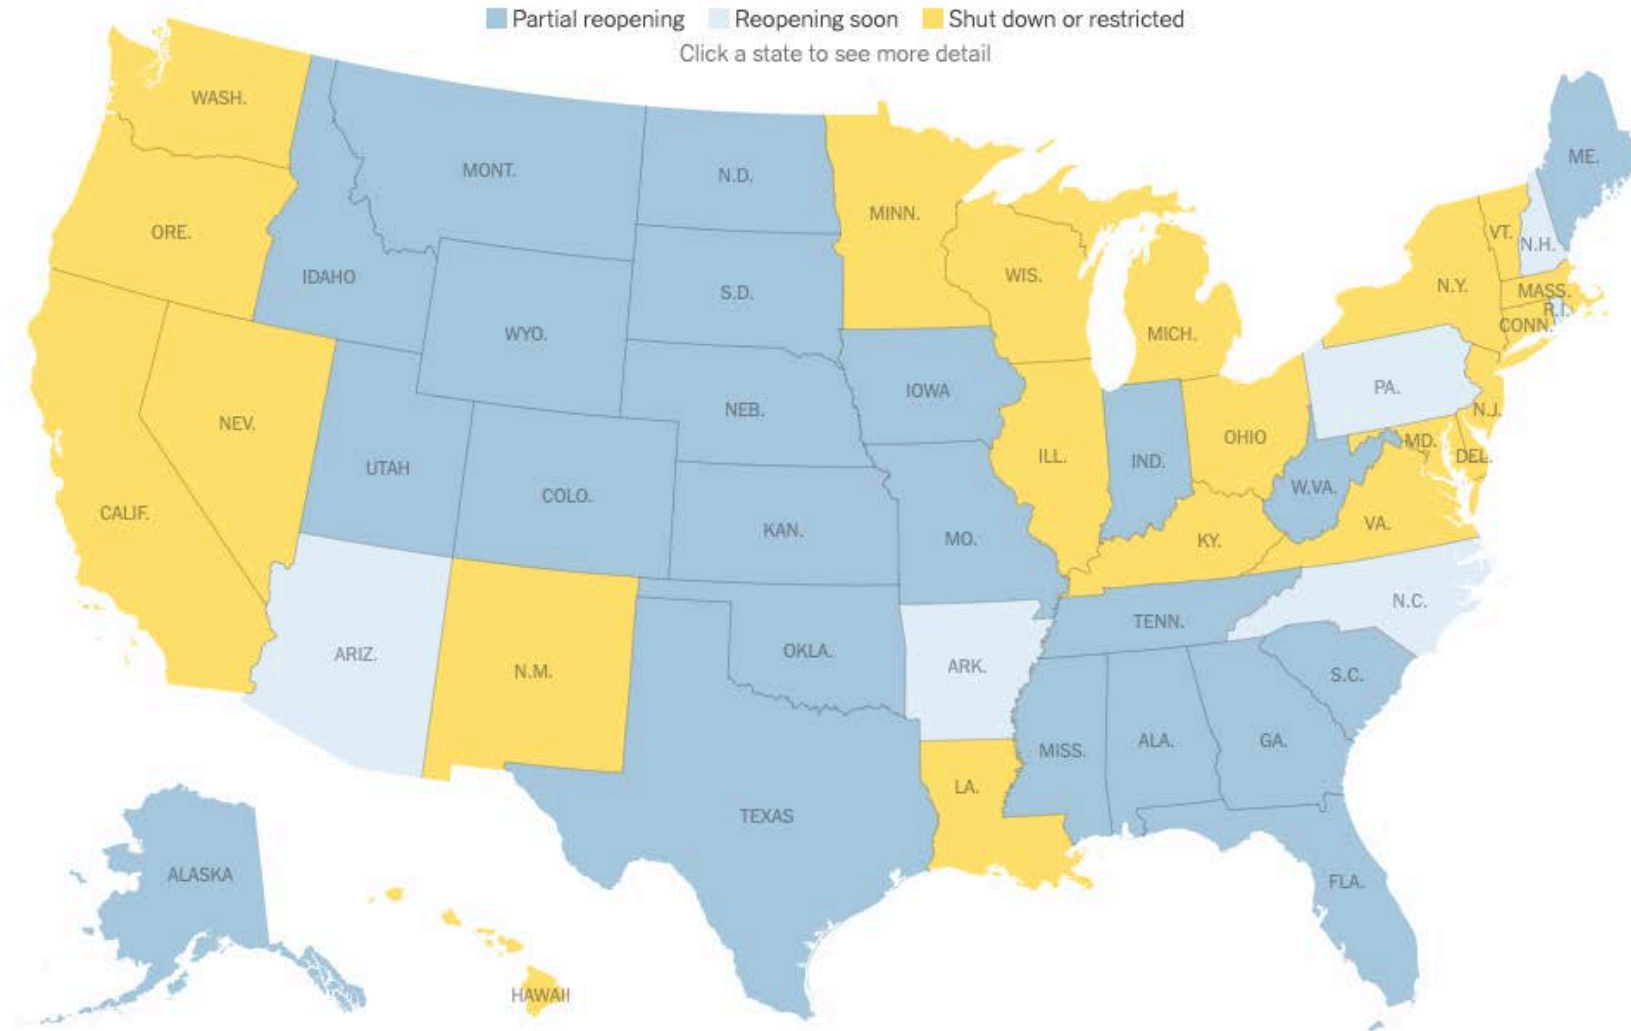 Partial reopening Reopening soon Shut down or restricted
Click a state to see more detail
WASH.
MONT.
N.D.
ME.
MINN.
ORE.
VT.
N.H.
IDAHO
WIS.
S.D.
N.Y.
MASS.
R.I.
CONN.
WYO.
MICH.
IOWA
PA.
NEB.
N.J.
NEV.
OHIO
MD.
DEL.
ILL.
IND.
UTAH
W.VA.
COLO.
CALIF.
VA.
KAN.
MO.
KY.
N.C.
TENN.
ARIZ.
OKLA.
ARK.
N.M.
S.C.
MISS.
ALA.
GA.
LA.
TEXAS
ALASKA
FLA.
HAWAII